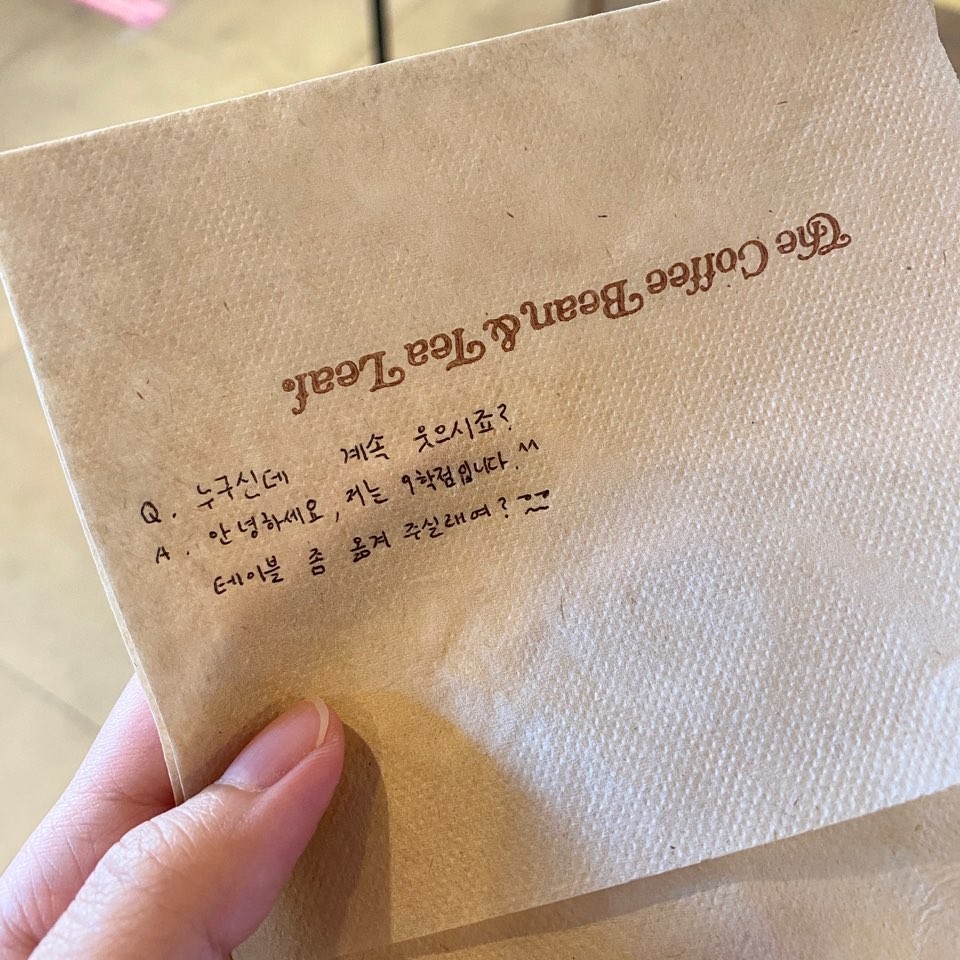 The Coffee Bean & Tea Leaf®
Q. 누구신데 계속 웃으시죠?
A. 안녕하세요, 저는 9학점입니다.^^
테이블 좀 옮겨 주실래여?